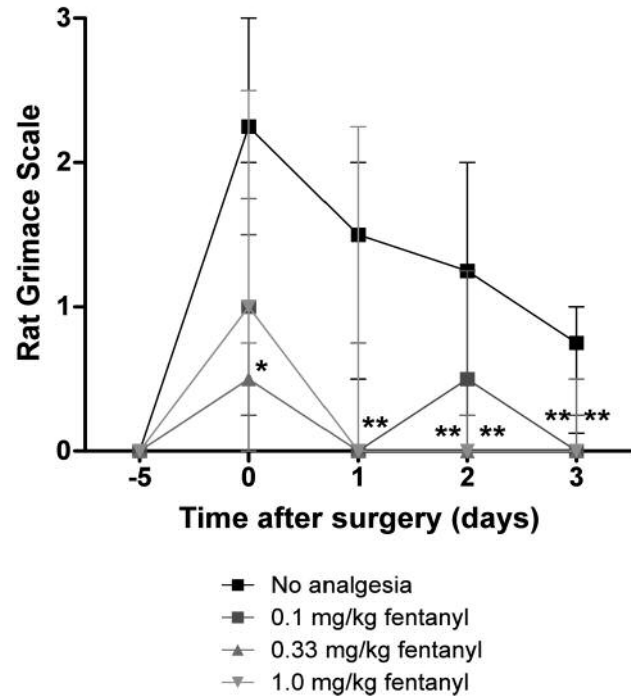 Rat Grimace Scale
3
2
1
0
*
**
** **
** **
-5 0 1 2 3
Time after surgery (days)
No analgesia
0.1 mg/kg fentanyl
0.33 mg/kg fentanyl
1.0 mg/kg fentanyl